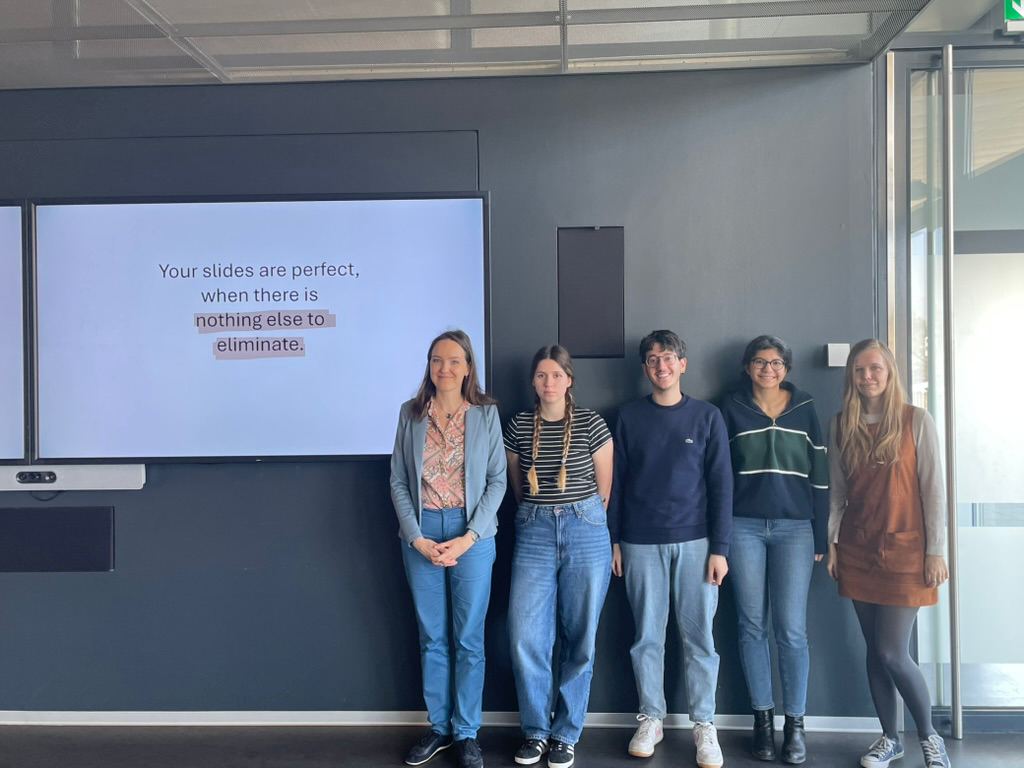 Your slides are perfect,
when there is
nothing else to
eliminate.